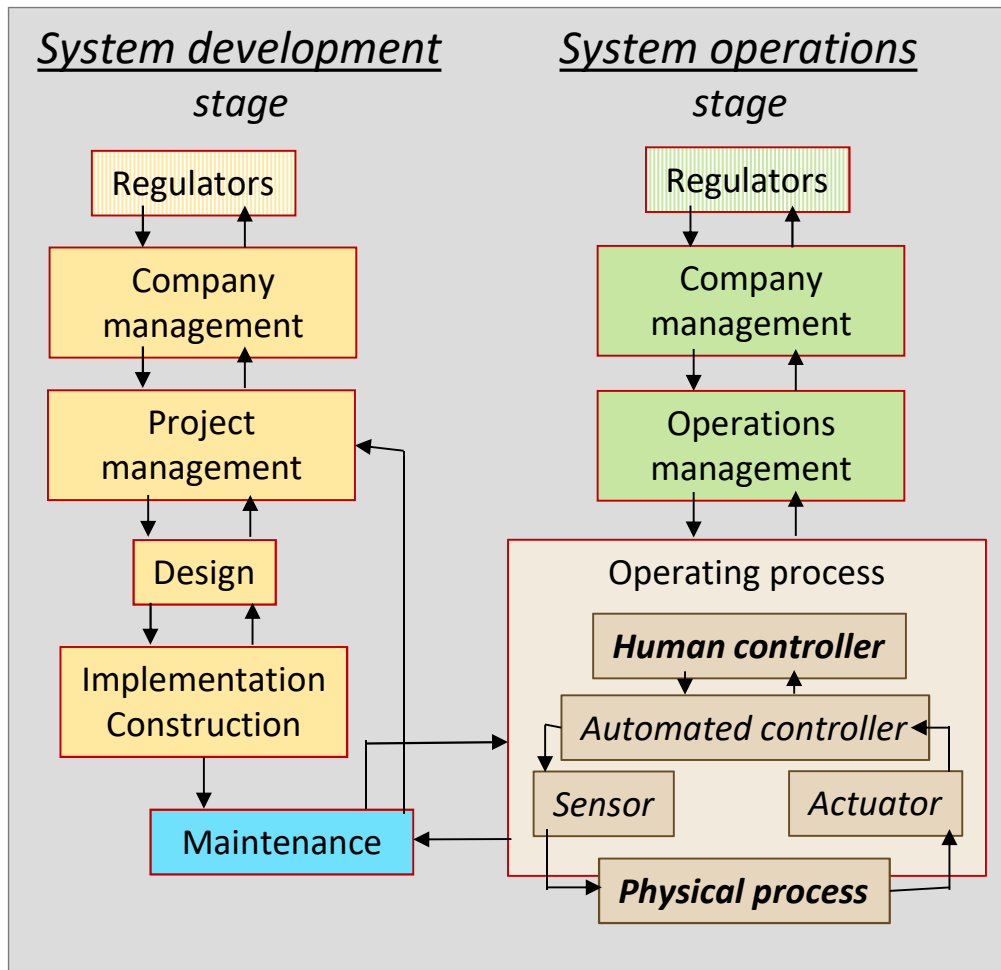 System development
stage
Regulators
Company
management
Project
management
Design
Implementation
Construction
Maintenance
System operations
stage
Regulators
Company
management
Operations
management
Operating process
Human controller
Automated controller
Sensor
Actuator
Physical process